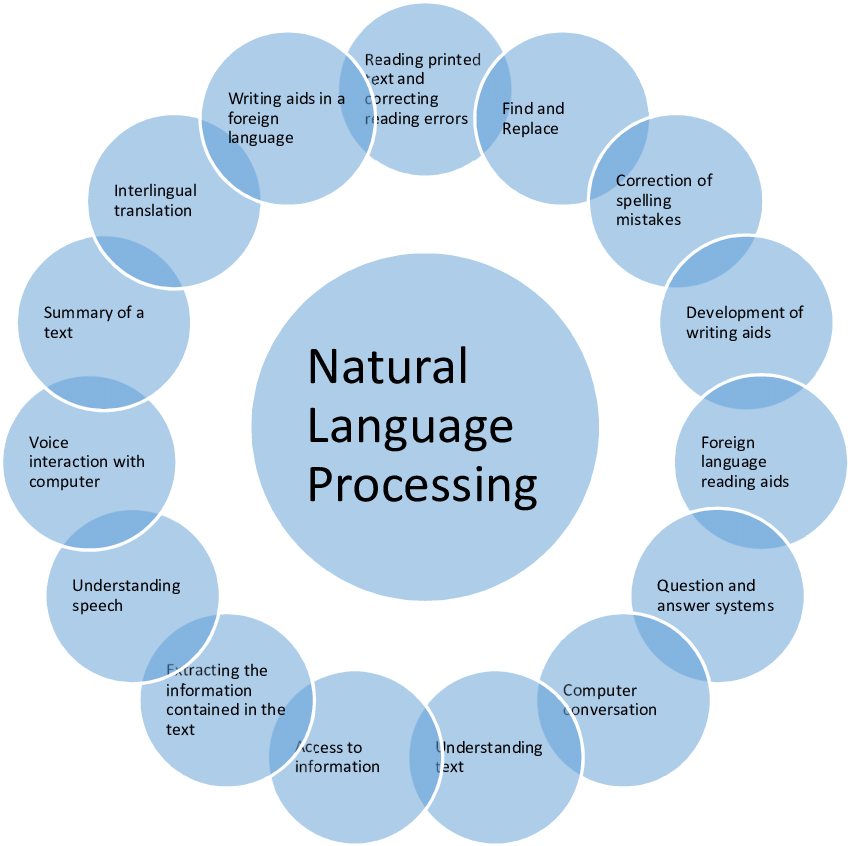 Natural
Language
Processing
Reading printed
text and
correcting
reading errors
Find and
Replace
Correction of
spelling
mistakes
Development of
writing aids
Foreign
language
reading aids
Question and
answer systems
Computer
conversation
Understanding
text
Access to
information
Extracting the
information
contained in the
text
Understanding
speech
Voice
interaction with
computer
Summary of a
text
Interlingual
translation
Writing aids in a
foreign
language